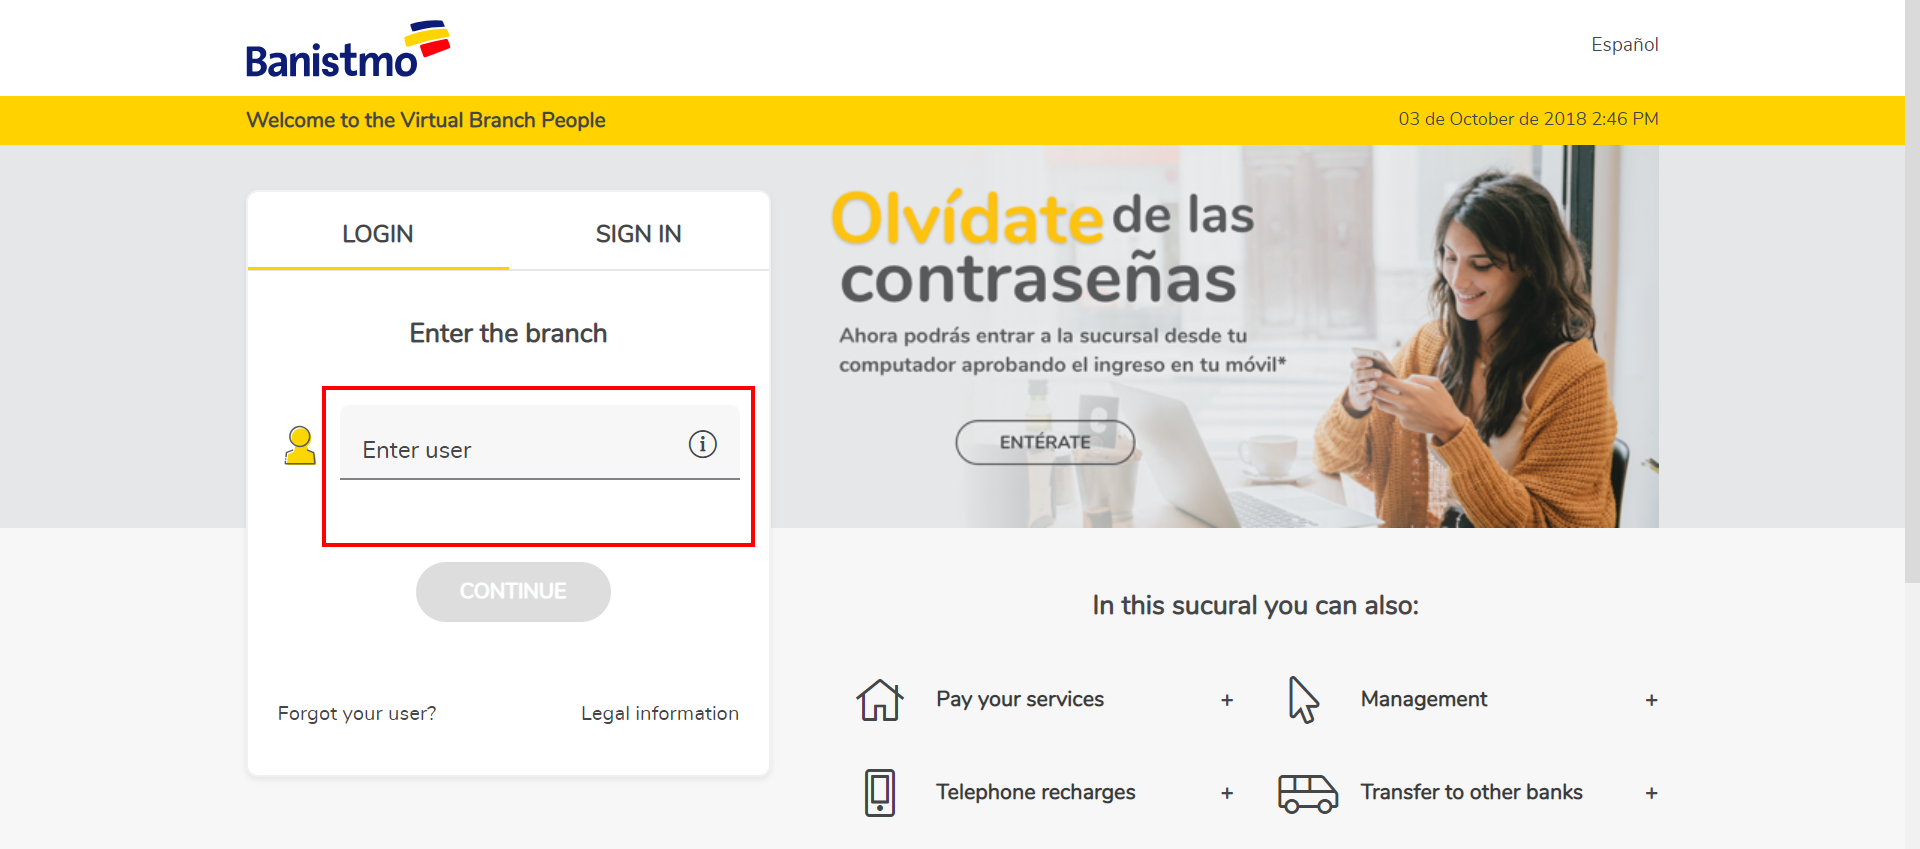 Banistmo
Español
Welcome to the Virtual Branch People
03 de October de 2018 2:46 PM
LOGIN
SIGN IN
Enter the branch
Enter user
CONTINUE
Forgot your user?
Legal information
Olvídate de las
contraseñas
Ahora podrás entrar a la sucursal desde tu
computador aprobando el ingreso en tu móvil*
ENTÉRATE
In this sucural you can also:
Pay your services +
Management +
Telephone recharges +
Transfer to other banks +